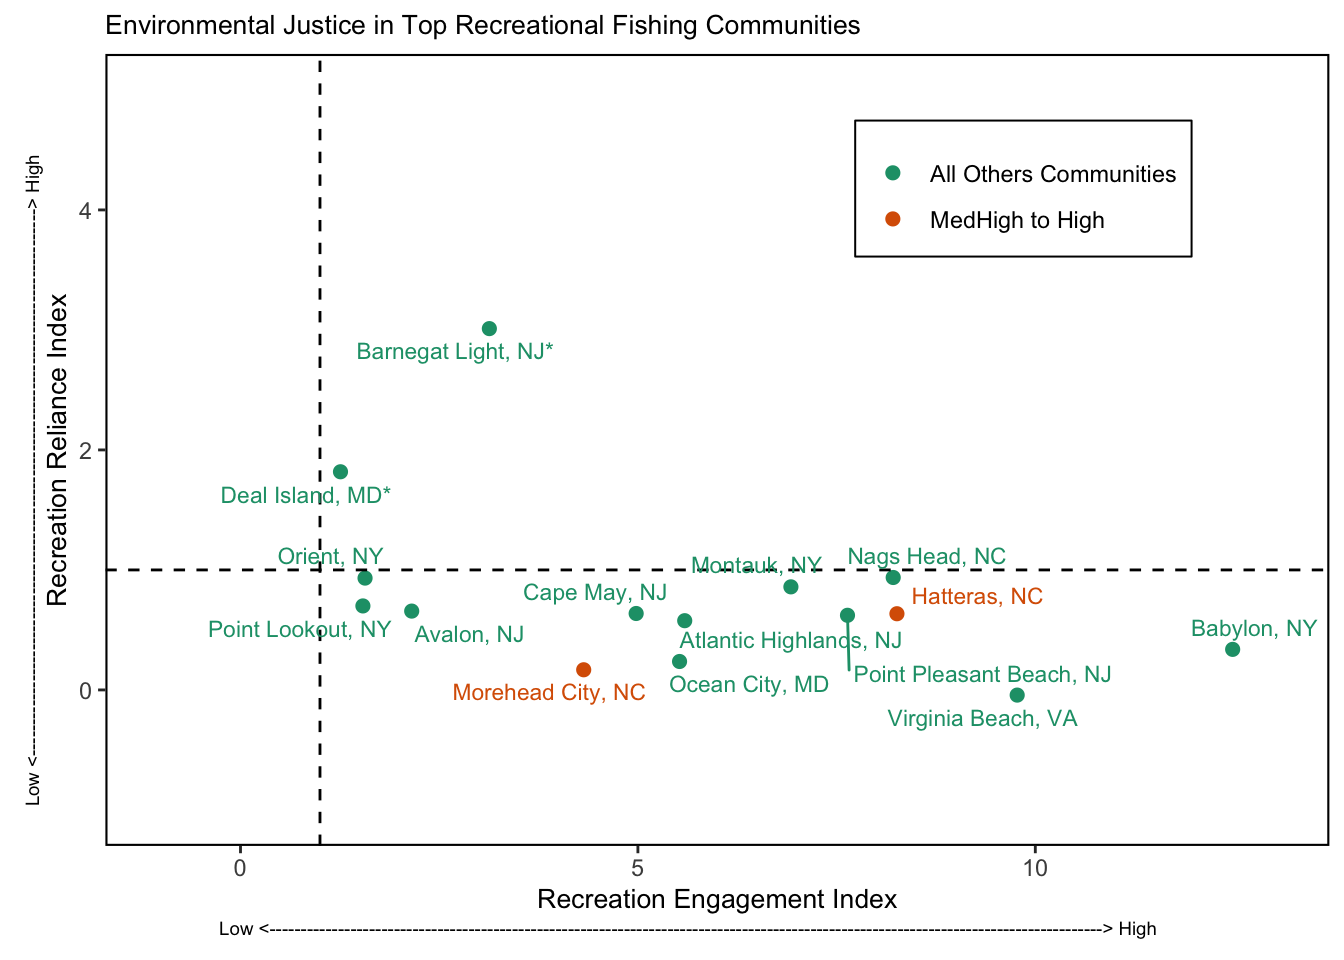 Environmental Justice in Top Recreational Fishing Communities
All Others Communities
MedHigh to High
Low <--------------------------------------------------------------------------------> High
Recreation Reliance Index
4
2
0
Barnegat Light, NJ*
Deal Island, MD*
Orient, NY
Montauk, NY
Nags Head, NC
Cape May, NJ
Hatteras, NC
Point Lookout, NY
Avalon, NJ
Atlantic Highlands, NJ
Babylon, NY
Morehead City, NC
Ocean City, MD
Point Pleasant Beach, NJ
Virginia Beach, VA
0
5
10
Recreation Engagement Index
Low <----------------------------------------------------------------------------------------------------------------------------> High